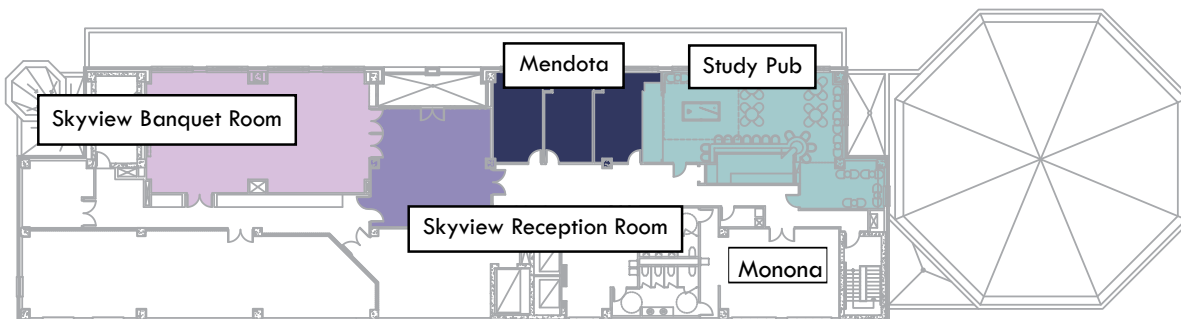 Mendota
Study Pub
Skyview Banquet Room
Skyview Reception Room
Monona